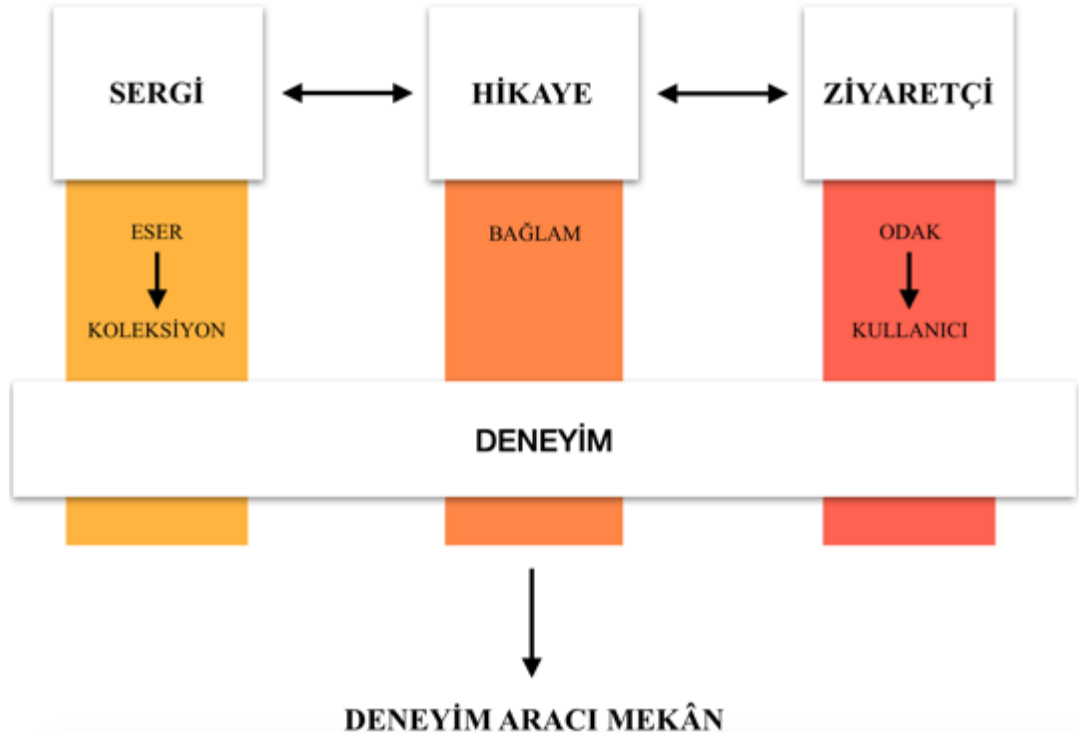 SERGİ
HİKAYE
ZİYARETÇİ
ESER
KOLEKSİYON
BAĞLAM
ODAK
KULLANICI
DENEYİM
DENEYİM ARACI MEKÂN